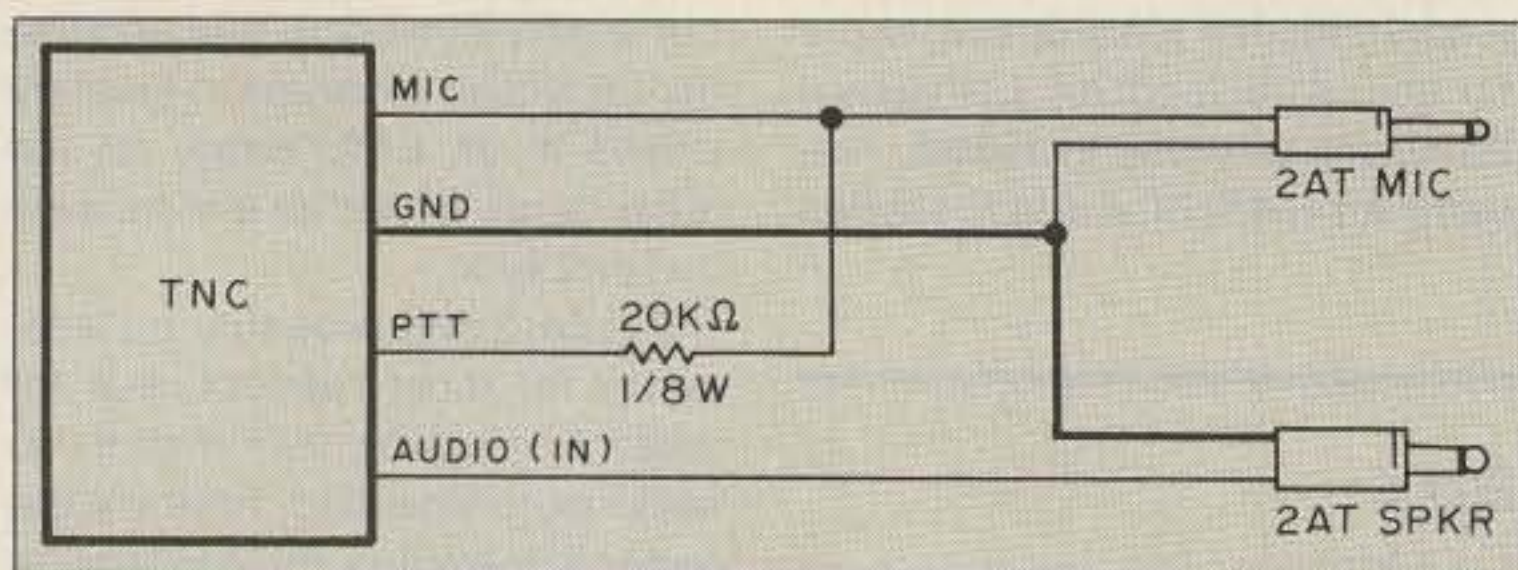 MIC
2AT MIC
GND
TNC
PTT
20KΩ
1/8W
AUDIO (IN)
2AT SPKR